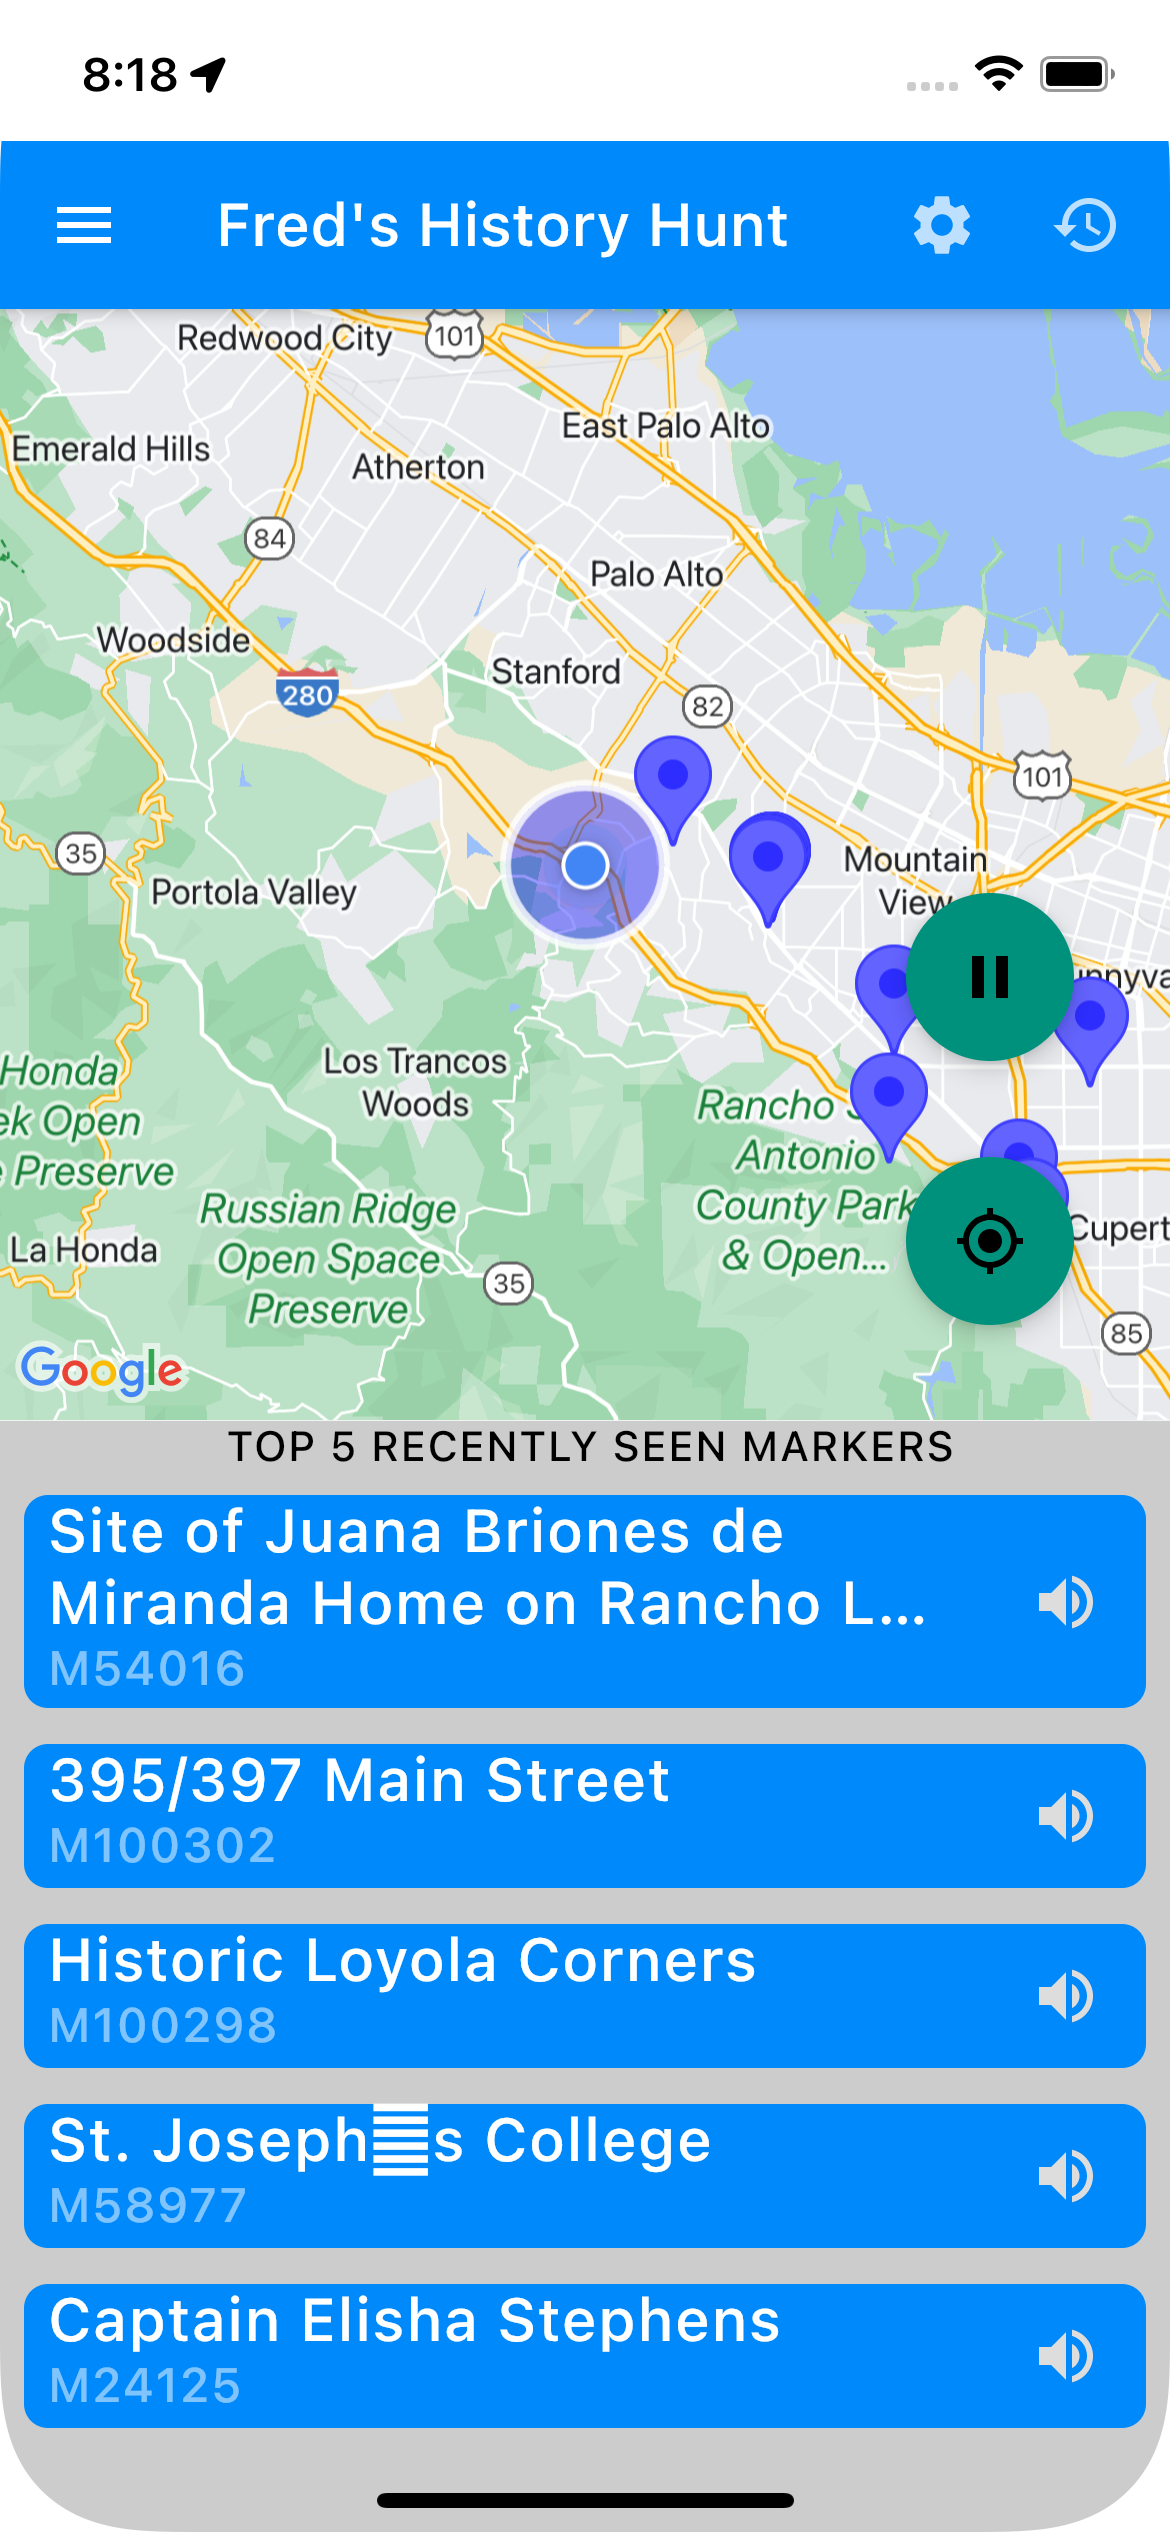 8:18
Fred's History Hunt
Redwood City
101
East Palo Alto
Emerald Hills
Atherton
84
Palo Alto
Woodside
Stanford
280
82
101
35
Mountain
View
Portola Valley
Los Trancos
Woods
Honda
ek Open
Preserve
Rancho S
Antonio
County Park
& Open...
Russian Ridge
Open Space
Preserve
La Honda
35
Cupert
85
Google
TOP 5 RECENTLY SEEN MARKERS
Site of Juana Briones de
Miranda Home on Rancho L...
M54016
395/397 Main Street
M100302
Historic Loyola Corners
M100298
St. Joseph s College
M58977
Captain Elisha Stephens
M24125